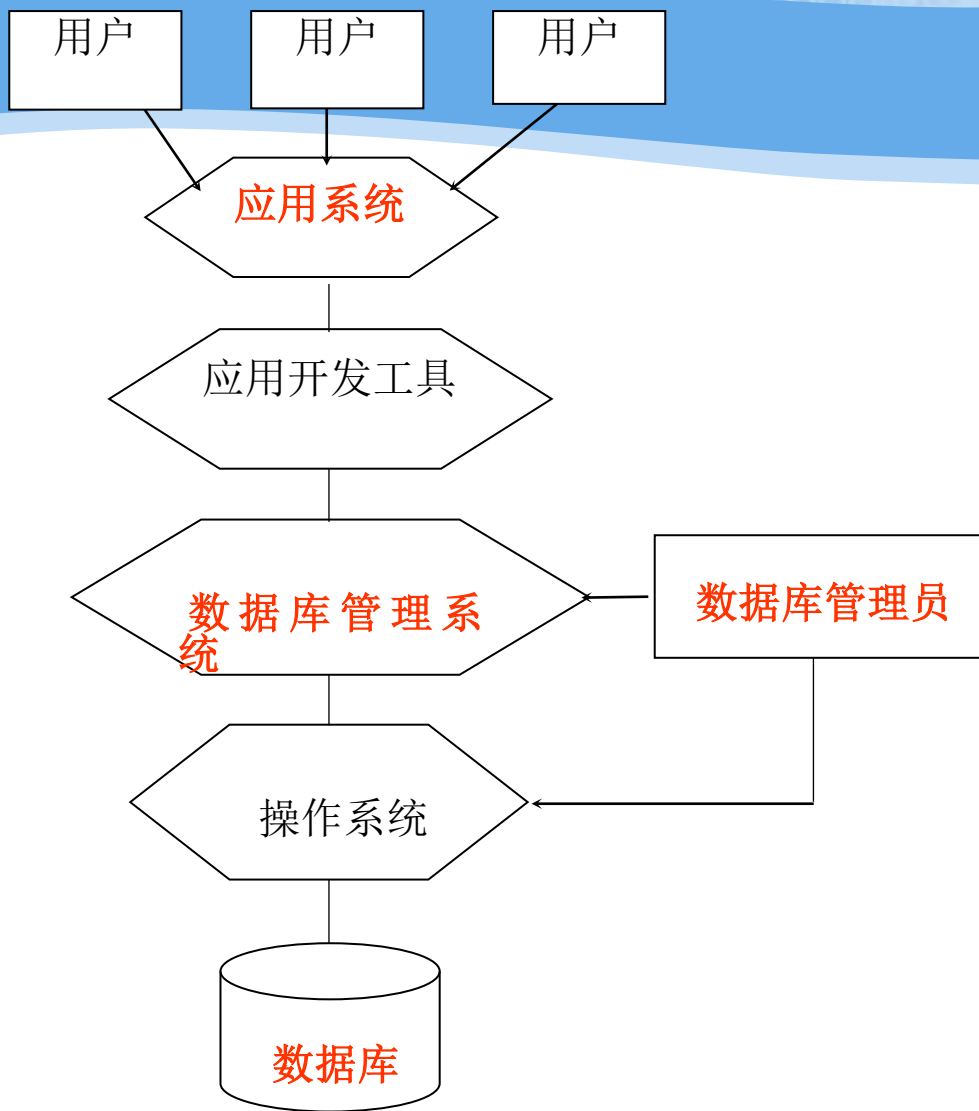 用户
用户
用户
应用系统
应用开发工具
数据库管理系
统
数据库管理员
操作系统
数据库